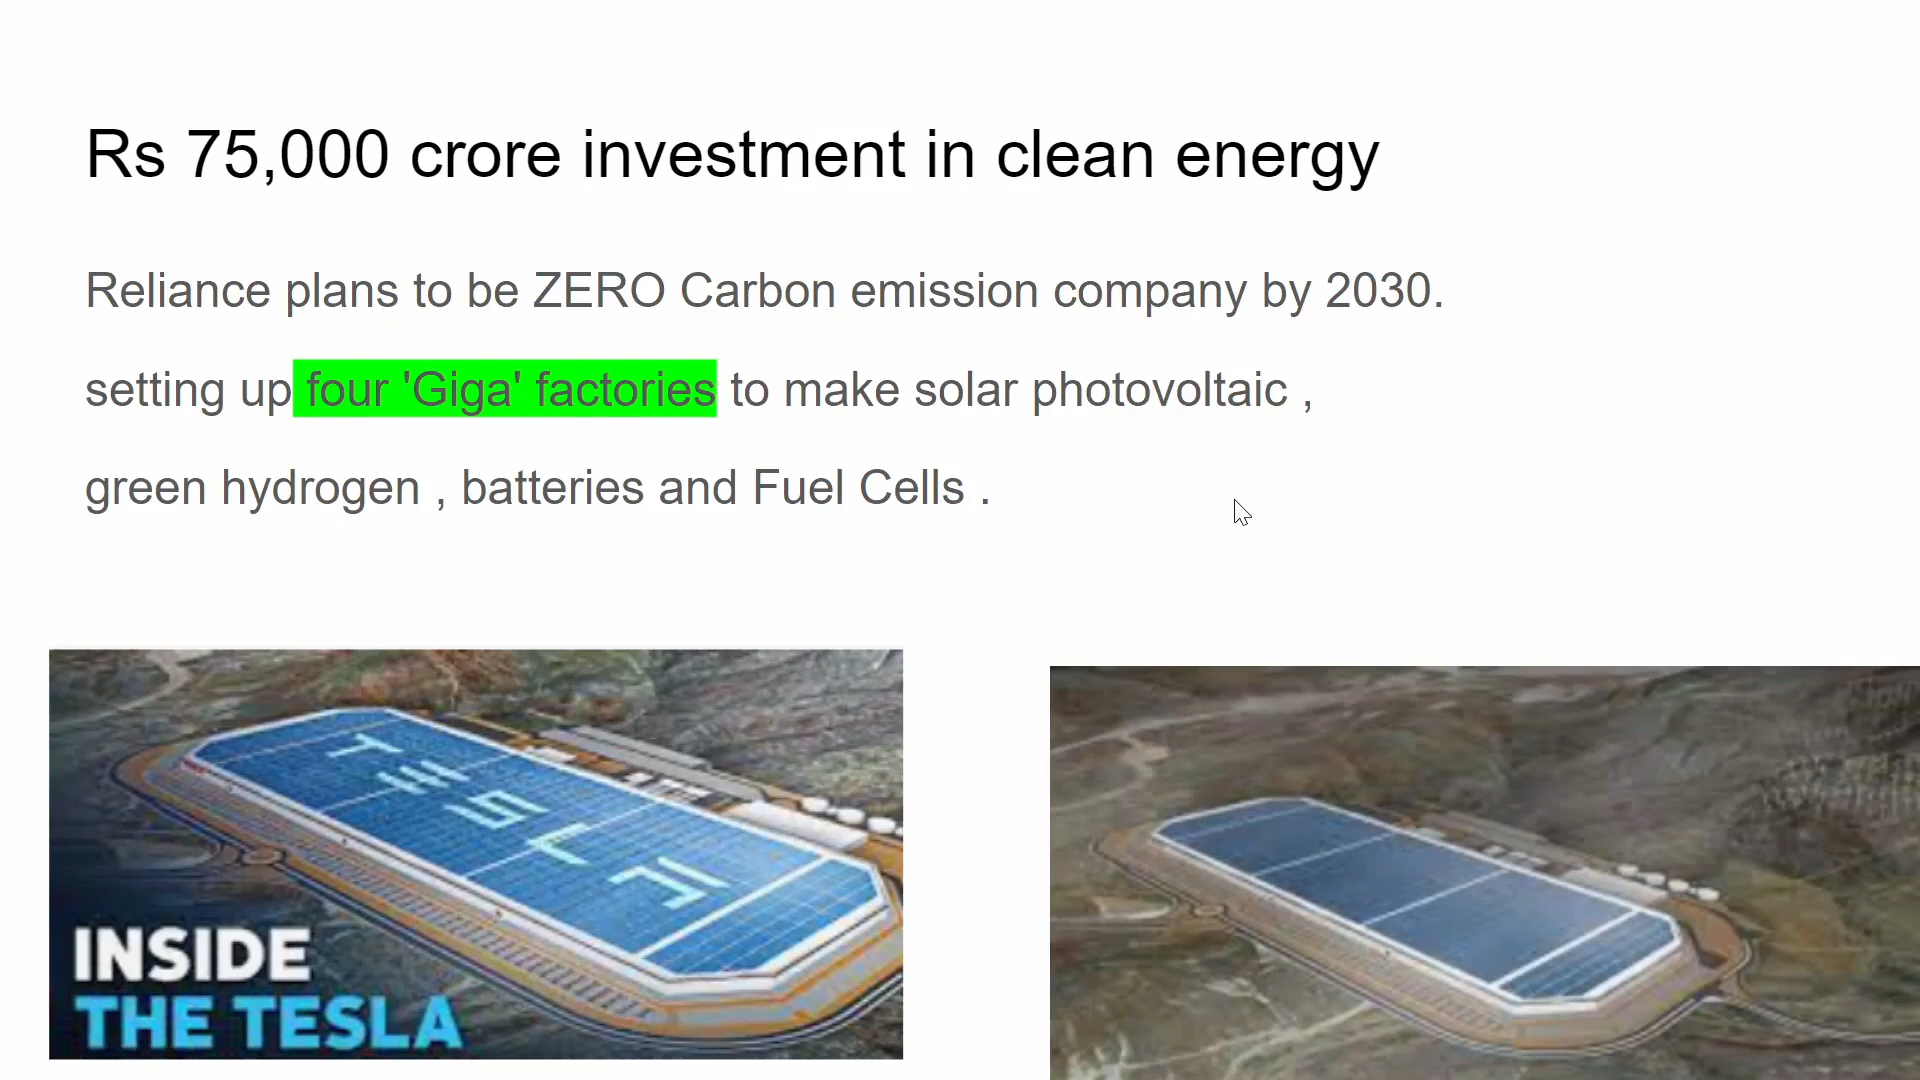 Rs 75,000 crore investment in clean energy
Reliance plans to be ZERO Carbon emission company by 2030.
setting up four 'Giga' factories to make solar photovoltaic ,
green hydrogen , batteries and Fuel Cells .
TESLA
INSIDE
THE TESLA